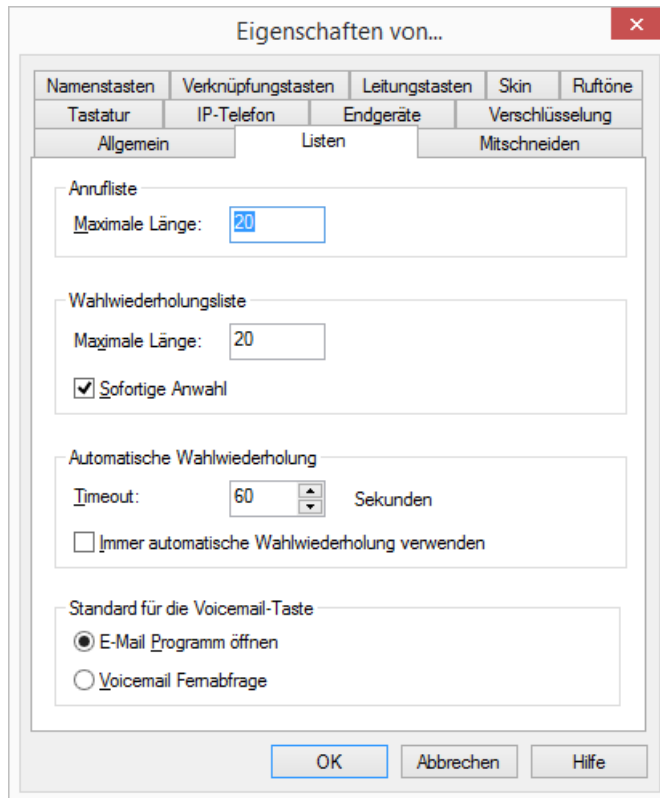 Eigenschaften von...
Namenstasten Verknüpfungstasten Leitungstasten Skin Ruftöne
Tastatur IP-Telefon Endgeräte Verschlüsselung
Allgemein Listen Mitschneiden
Anrufliste
Maximale Länge: 20
Wahlwiederholungsliste
Maximale Länge: 20
Sofortige Anwahl
Automatische Wahlwiederholung
Timeout: 60 Sekunden
Immer automatische Wahlwiederholung verwenden
Standard für die Voicemail-Taste
E-Mail Programm öffnen
Voicemail Fernabfrage
OK Abbrechen Hilfe